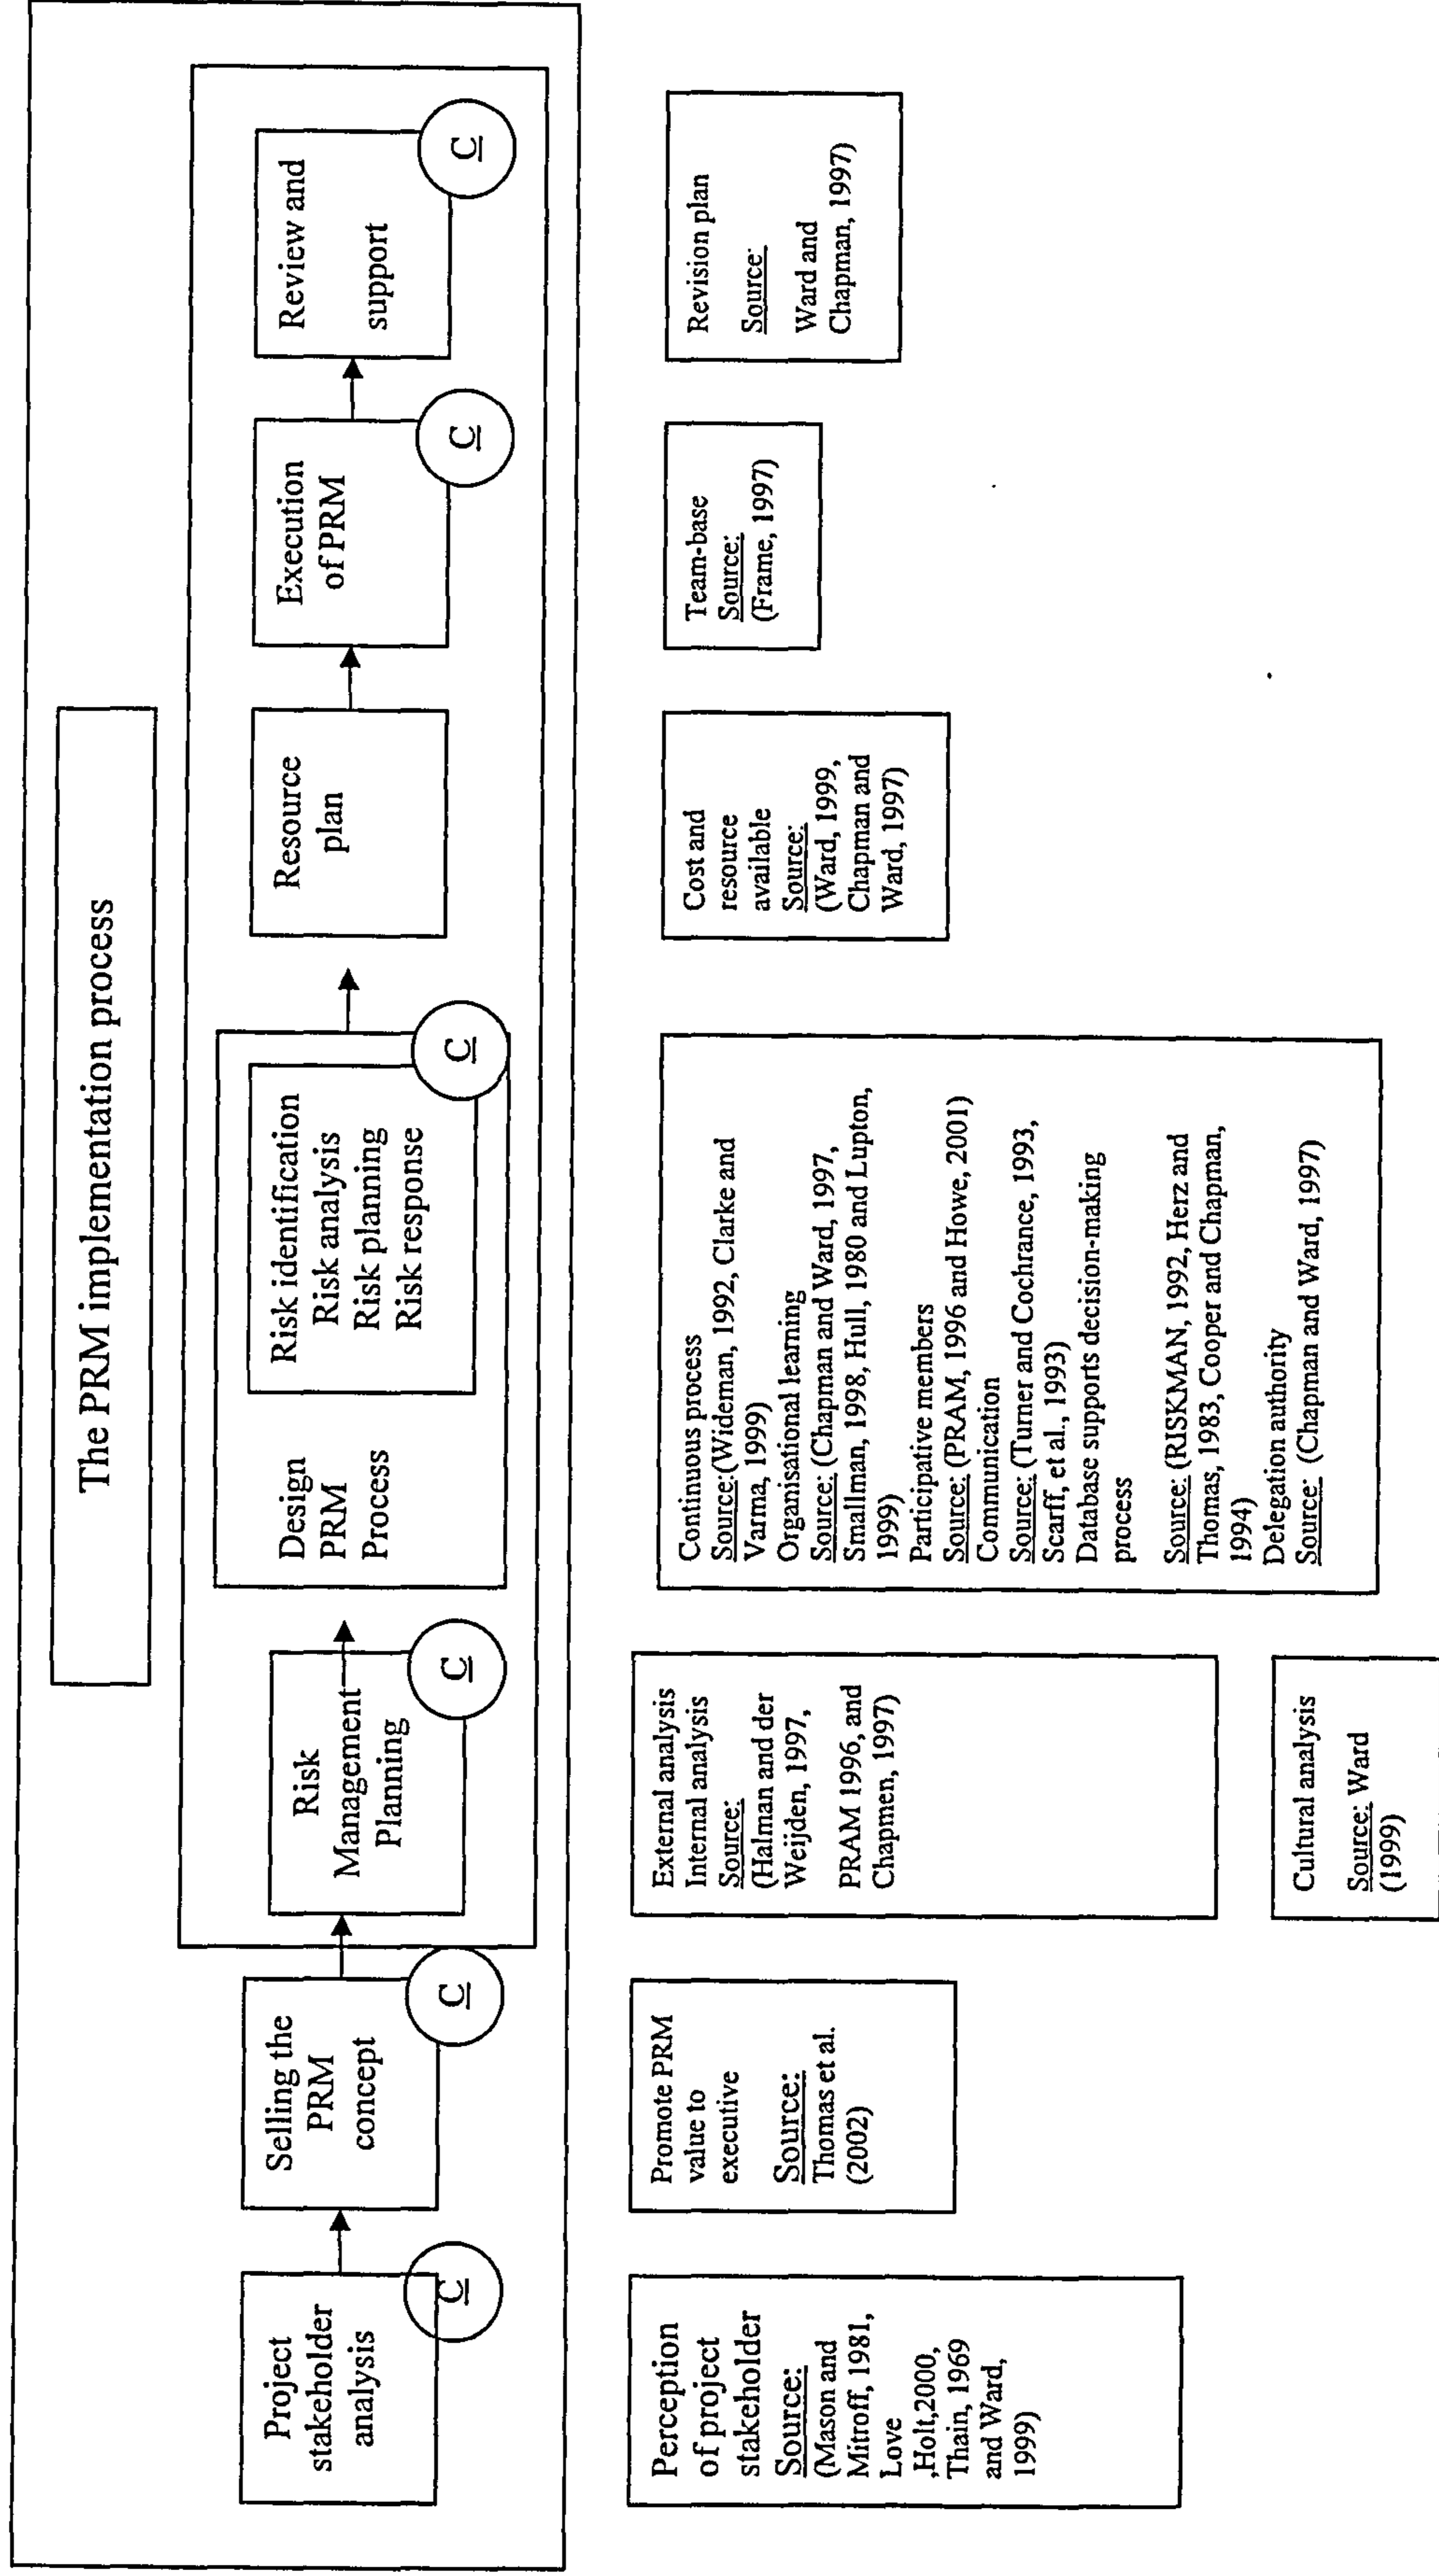 The PRM implementation process
Project
stakeholder
analysis
C
Selling the
PRM
concept
C
Risk
Management
Planning
C
Design
PRM
Process
Risk identification
Risk analysis
Risk planning
Risk response
C
Resource
plan
Execution
of PRM
C
Review and
support
C
Perception
of project
stakeholder
Source:
(Mason and
Mitroff, 1981,
Love
,Holt,2000,
Thain, 1969
and Ward,
1999)
Promote PRM
value to
executive
Source:
Thomas et al.
(2002)
External analysis
Internal analysis
Source:
(Halman and der
Weijden, 1997,
PRAM 1996, and
Chapmen, 1997)
Cultural analysis
Source: Ward
(1999)
Continuous process
Source:(Wideman, 1992, Clarke and
Varma, 1999)
Organisational learning
Source: (Chapman and Ward, 1997,
Smallman, 1998, Hull, 1980 and Lupton,
1999)
Participative members
Source: (PRAM, 1996 and Howe, 2001)
Communication
Source: (Turner and Cochrance, 1993,
Scarff, et al., 1993)
Database supports decision-making
process
Source: (RISKMAN, 1992, Herz and
Thomas, 1983, Cooper and Chapman,
1994)
Delegation authority
Source: (Chapman and Ward, 1997)
Cost and
resource
available
Source:
(Ward, 1999,
Chapman and
Ward, 1997)
Team-base
Source:
(Frame, 1997)
Revision plan
Source:
Ward and
Chapman, 1997)